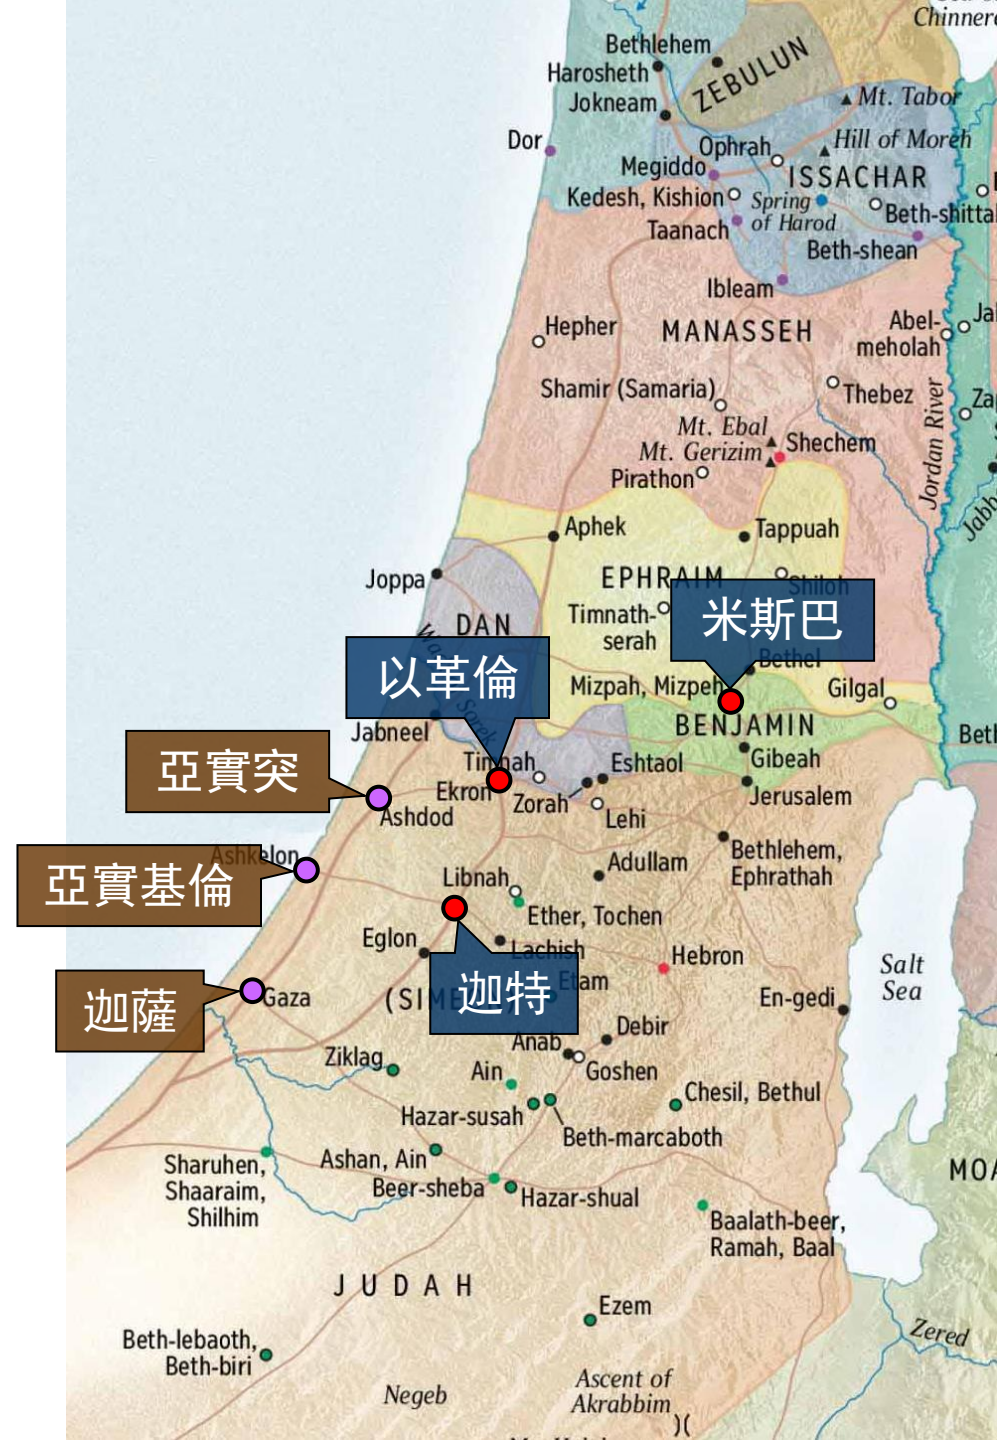 Chinnere
Bethlehem
Harosheth
ZEBULUN
Jokneam
Mt. Tabor
Dor
Ophrah
Hill of Moreh
Megiddo
ISSACHAR
Kedesh, Kishion
Spring
of Harod
Beth-shittah
Taanach
Beth-shean
Ibleam
Hepher
MANASSEH
Abel-
meholah
Shamir (Samaria)
Thebez
Jordan River
Mt. Ebal
Mt. Gerizim
Shechem
Pirathon
Jabb
Aphek
Tappuah
Joppa
EPHRAIM
Shiloh
Timnath-
serah
米斯巴
DAN
以革倫
Bethel
Mizpah, Mizpeh
Gilgal
Sorek
Jabneel
BENJAMIN
Beth
Timnah
Eshtaol
Gibeah
亞實突
Ekron
Zorah
Jerusalem
Ashdod
Lehi
Ashkelon
亞實基倫
Adullam
Bethlehem,
Ephrathah
Libnah
Ether, Tochen
Eglon
Lachish
Hebron
Salt
Sea
迦特
Etam
迦薩
Gaza
(SIME
En-gedi
Debir
Anab
Goshen
Ziklag
Ain
Chesil, Bethul
Hazar-susah
Beth-marcaboth
Sharuhen,
Shaaraim,
Shilhim
Ashan, Ain
Beer-sheba
Hazar-shual
MOA
Baalath-beer,
Ramah, Baal
JUDAH
Ezem
Zered
Beth-lebaoth,
Beth-biri
Negeb
Ascent of
Akrabbim